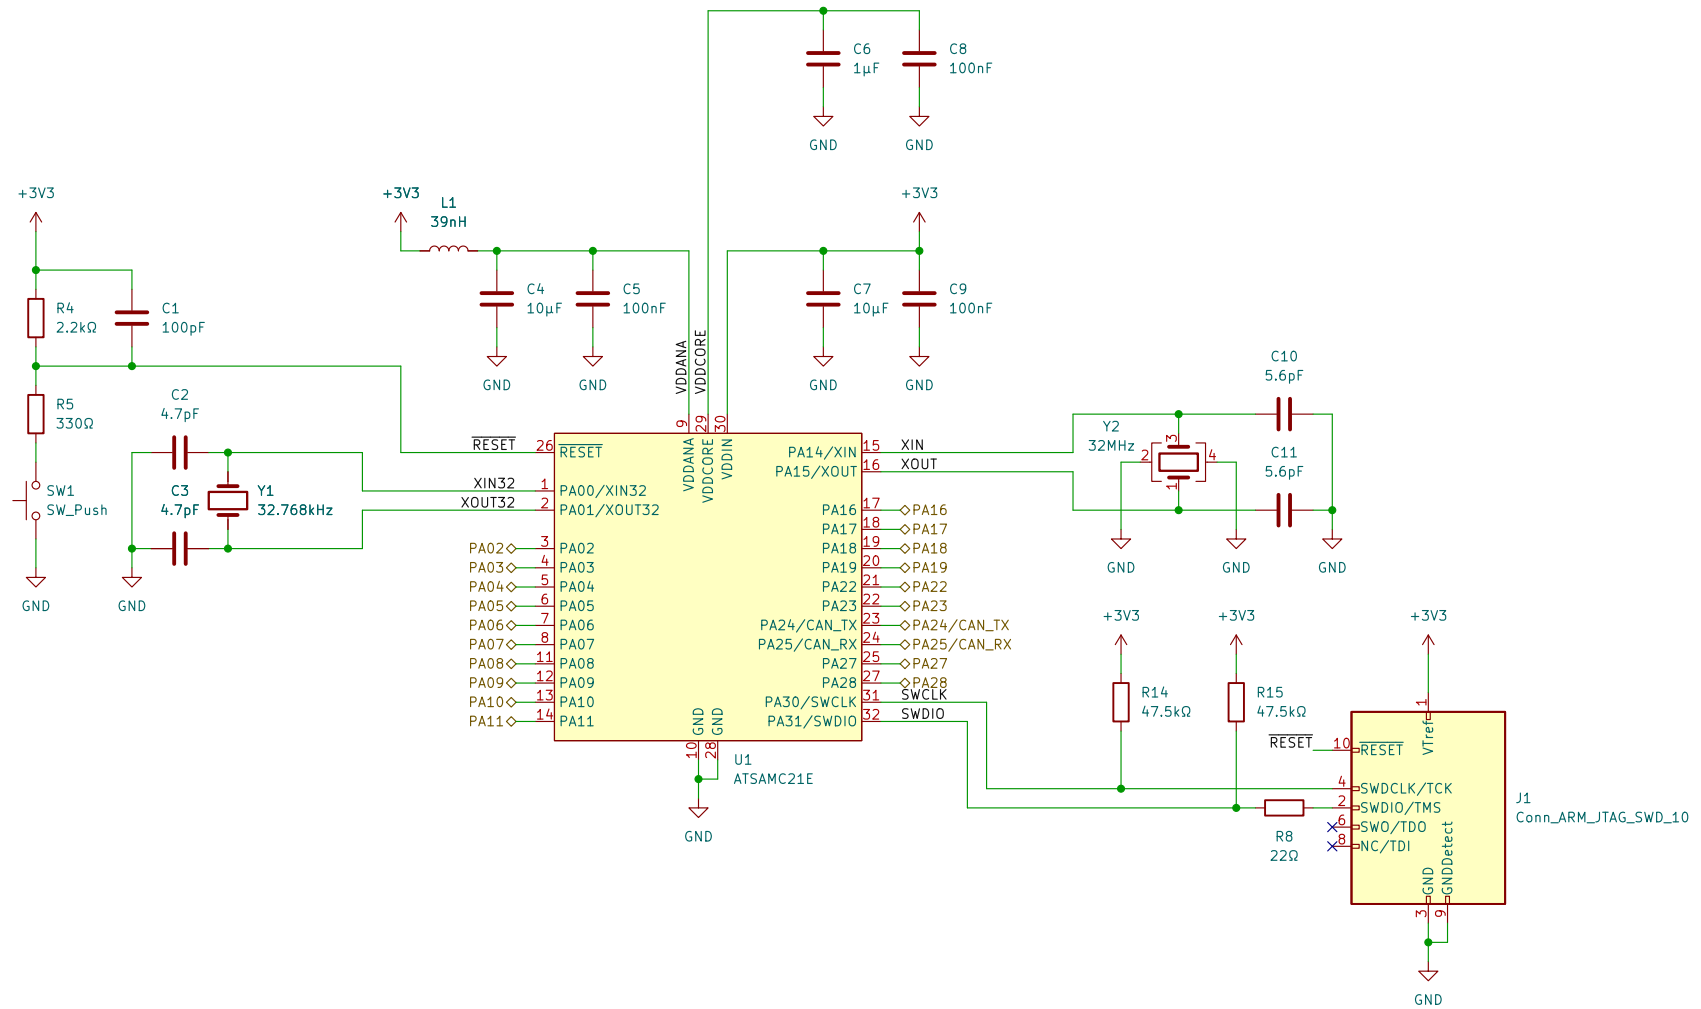 C6
1µF
C8
100nF
GND
GND
+3V3
+3V3
L1
39nH
+3V3
R4
2.2kΩ
C1
100pF
C4
10µF
C5
100nF
C7
10µF
C9
100nF
GND
GND
GND
GND
VDDANA
VDDCORE
R5
330Ω
C2
4.7pF
C3
4.7pF
Y1
32.768kHz
SW1
SW_Push
GND
GND
RESET
XIN32
XOUT32
PA02
PA03
PA04
PA05
PA06
PA07
PA08
PA09
PA10
PA11
26
1
2
3
4
5
6
7
8
11
12
13
14
9
29
30
VDDANA
VDDCORE
VDDIN
RESET
PA00/XIN32
PA01/XOUT32
PA02
PA03
PA04
PA05
PA06
PA07
PA08
PA09
PA10
PA11
PA14/XIN
PA15/XOUT
PA16
PA17
PA18
PA19
PA22
PA23
PA24/CAN_TX
PA25/CAN_RX
PA27
PA28
PA30/SWCLK
PA31/SWDIO
GND
GND
10
28
U1
ATSAMC21E
GND
15
16
17
18
19
20
21
22
23
24
25
27
31
32
XIN
XOUT
PA16
PA17
PA18
PA19
PA22
PA23
PA24/CAN_TX
PA25/CAN_RX
PA27
PA28
SWCLK
SWDIO
C10
5.6pF
Y2
32MHz
3
2
4
1
C11
5.6pF
GND
GND
GND
+3V3
+3V3
+3V3
R14
47.5kΩ
R15
47.5kΩ
R8
22Ω
RESET
1
10
4
2
6
8
VTref
RESET
SWDCLK/TCK
SWDIO/TMS
SWO/TDO
NC/TDI
GND
GNDDetect
3
9
J1
Conn_ARM_JTAG_SWD_10
GND